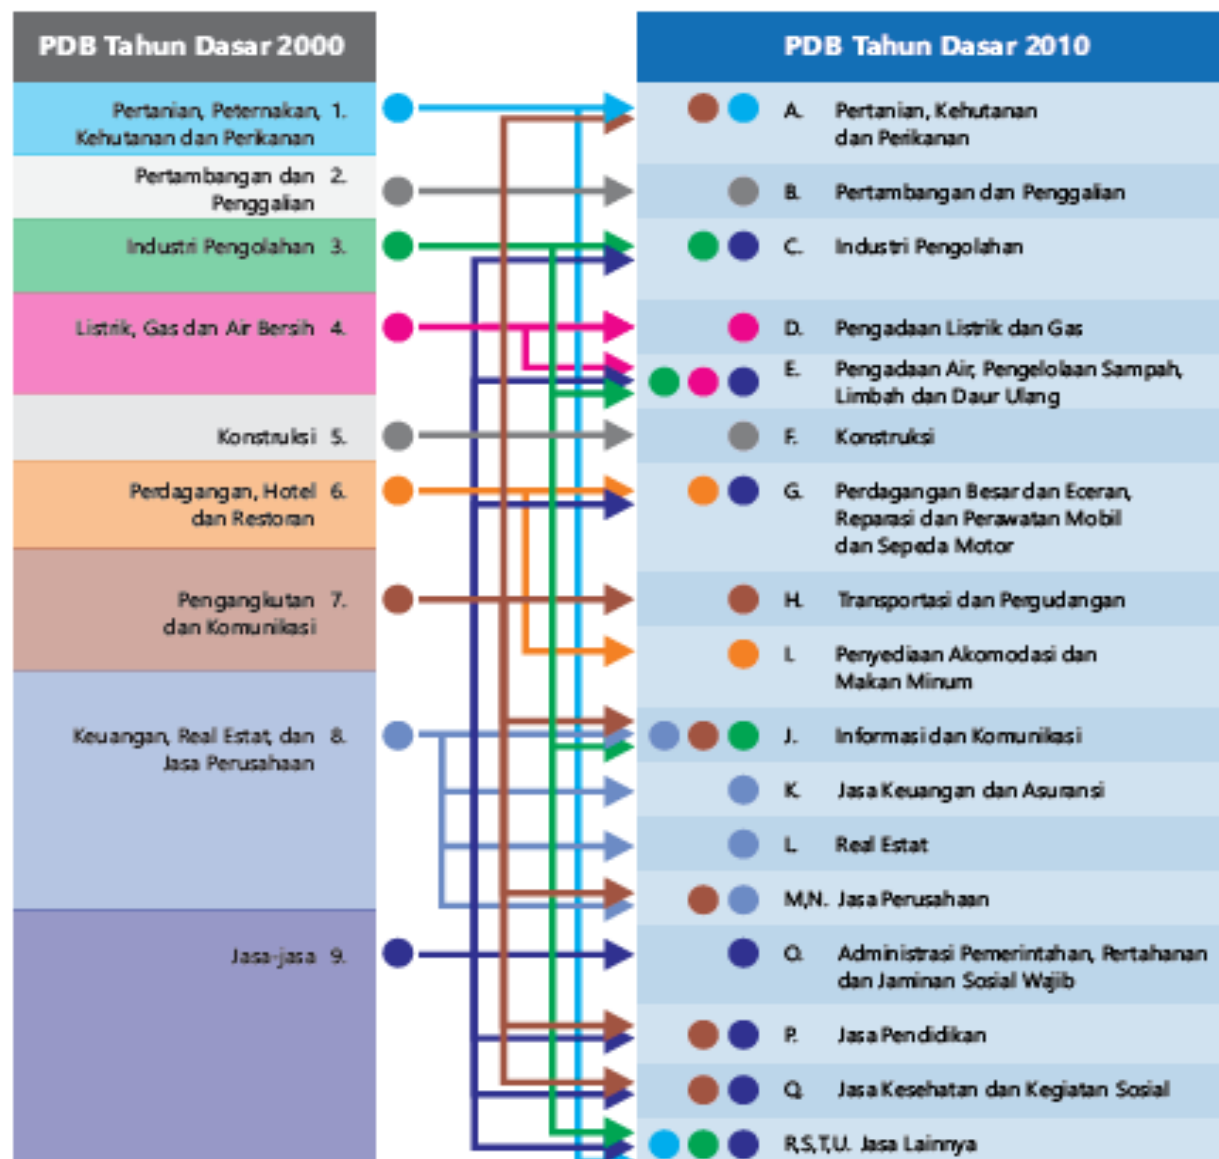 PDB Tahun Dasar 2000
Pertanian, Peternakan, 1.
Kehutanan dan Perikanan
Pertambangan dan 2.
Penggalian
Industri Pengolahan 3.
Listrik, Gas dan Air Bersih 4.
Konstruksi 5.
Perdagangan, Hotel 6.
dan Restoran
Pengangkutan 7.
dan Komunikasi
Keuangan, Real Estat, dan 8.
Jasa Perusahaan
Jasa-jasa 9.
PDB Tahun Dasar 2010
A. Pertanian, Kehutanan
dan Perikanan
B. Pertambangan dan Penggalian
C. Industri Pengolahan
D. Pengadaan Listrik dan Gas
E. Pengadaan Air, Pengelolaan Sampah,
Limbah dan Daur Ulang
F. Konstruksi
G. Perdagangan Besar dan Eceran,
Reparasi dan Perawatan Mobil
dan Sepeda Motor
H. Transportasi dan Pergudangan
I. Penyediaan Akomodasi dan
Makan Minum
J. Informasi dan Komunikasi
K. Jasa Keuangan dan Asuransi
L. Real Estat
M,N. Jasa Perusahaan
O. Administrasi Pemerintahan, Pertahanan
dan Jaminan Sosial Wajib
P. Jasa Pendidikan
Q. Jasa Kesehatan dan Kegiatan Sosial
R,S,T,U. Jasa Lainnya